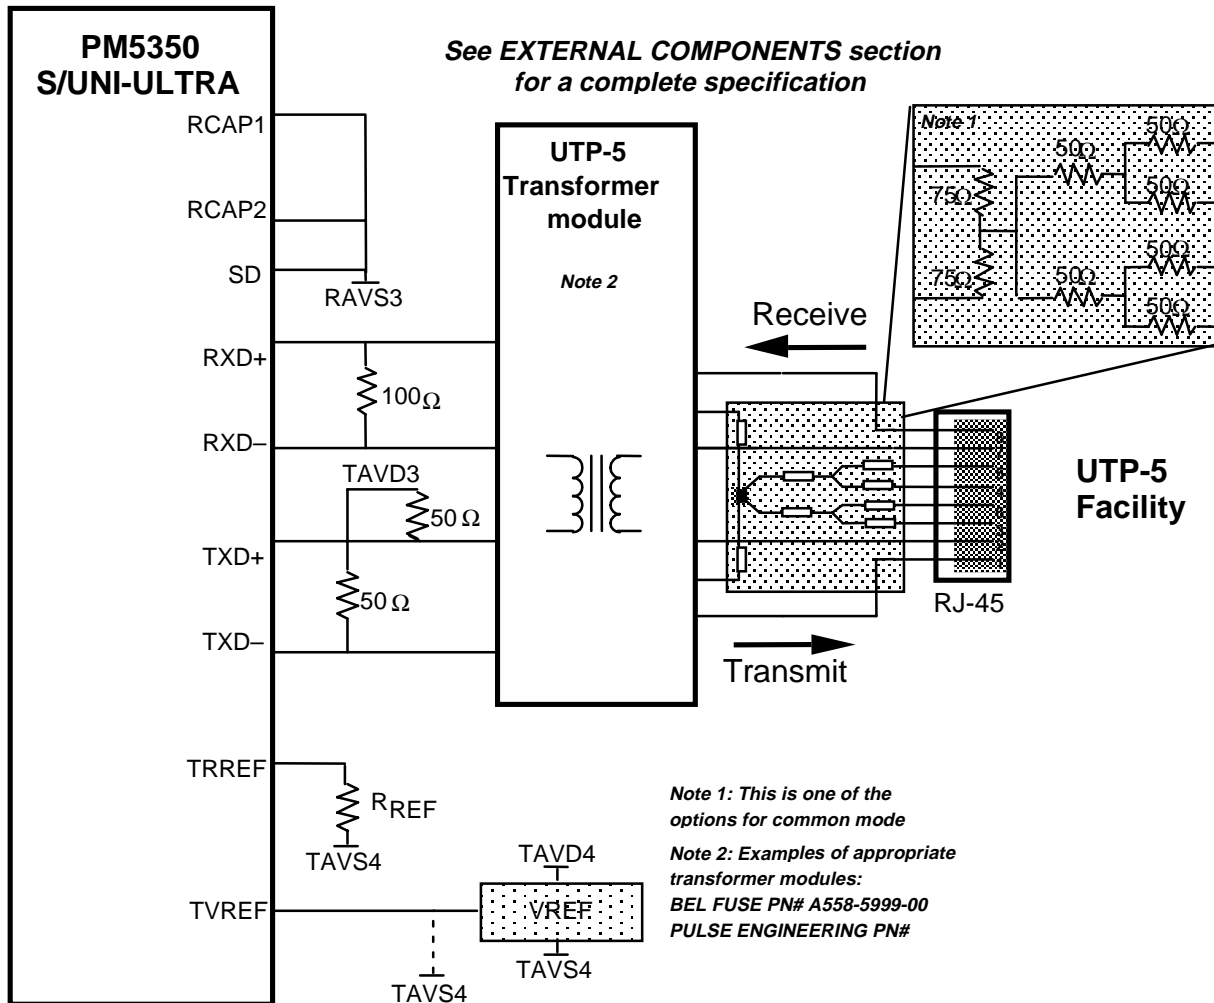 PM5350
S/UNI-ULTRA
See EXTERNAL COMPONENTS section
for a complete specification
RCAP1
RCAP2
SD
RAVS3
RXD+
100Ω
RXD–
TAVD3
50 Ω
TXD+
50 Ω
TXD–
TRREF
RREF
TAVS4
TVREF
TAVS4
TAVD4
VREF
TAVS4
UTP-5
Transformer
module
Note 2
Receive
Transmit
Note 1
75Ω
75Ω
50Ω
50Ω
50Ω
50Ω
50Ω
50Ω
RJ-45
UTP-5
Facility
Note 1: This is one of the
options for common mode
Note 2: Examples of appropriate
transformer modules:
BEL FUSE PN# A558-5999-00
PULSE ENGINEERING PN#